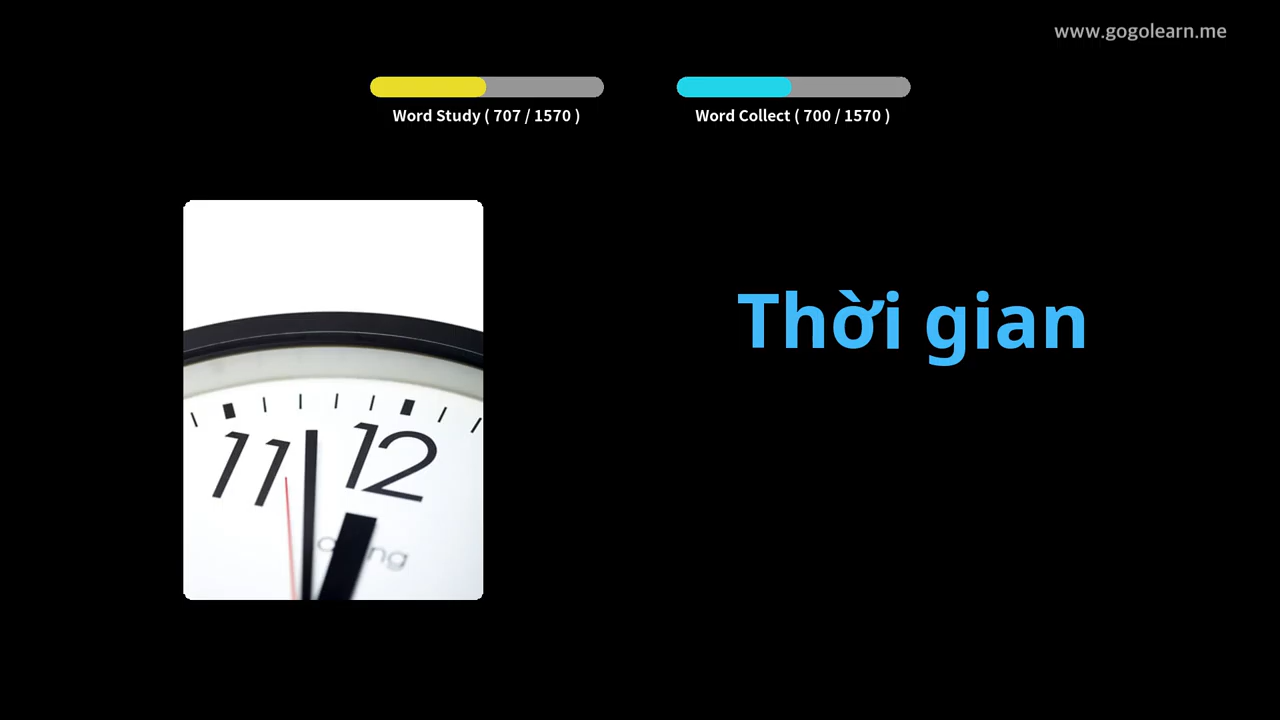 www.gogolearn.me
Word Study ( 707 / 1570 )
Word Collect ( 700 / 1570 )
Thời gian
11 12